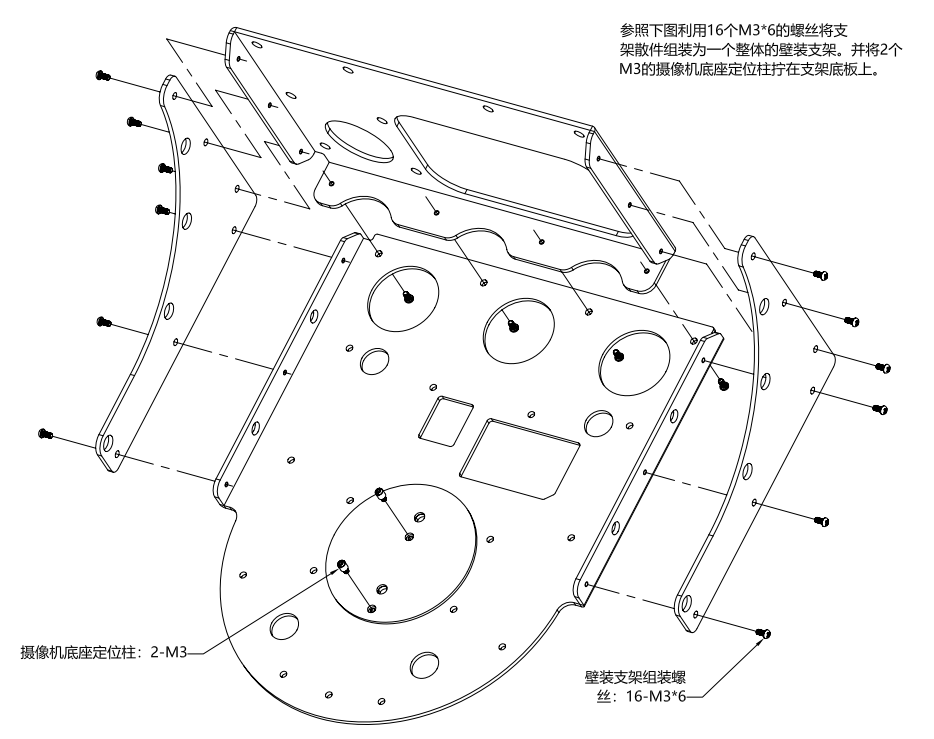 参照下图利用16个M3*6的螺丝将支
架散件组装为一个整体的壁装支架。并将2个
M3的摄像机底座定位柱拧在支架底板上。
摄像机底座定位柱：2-M3
壁装支架组装螺
丝：16-M3*6